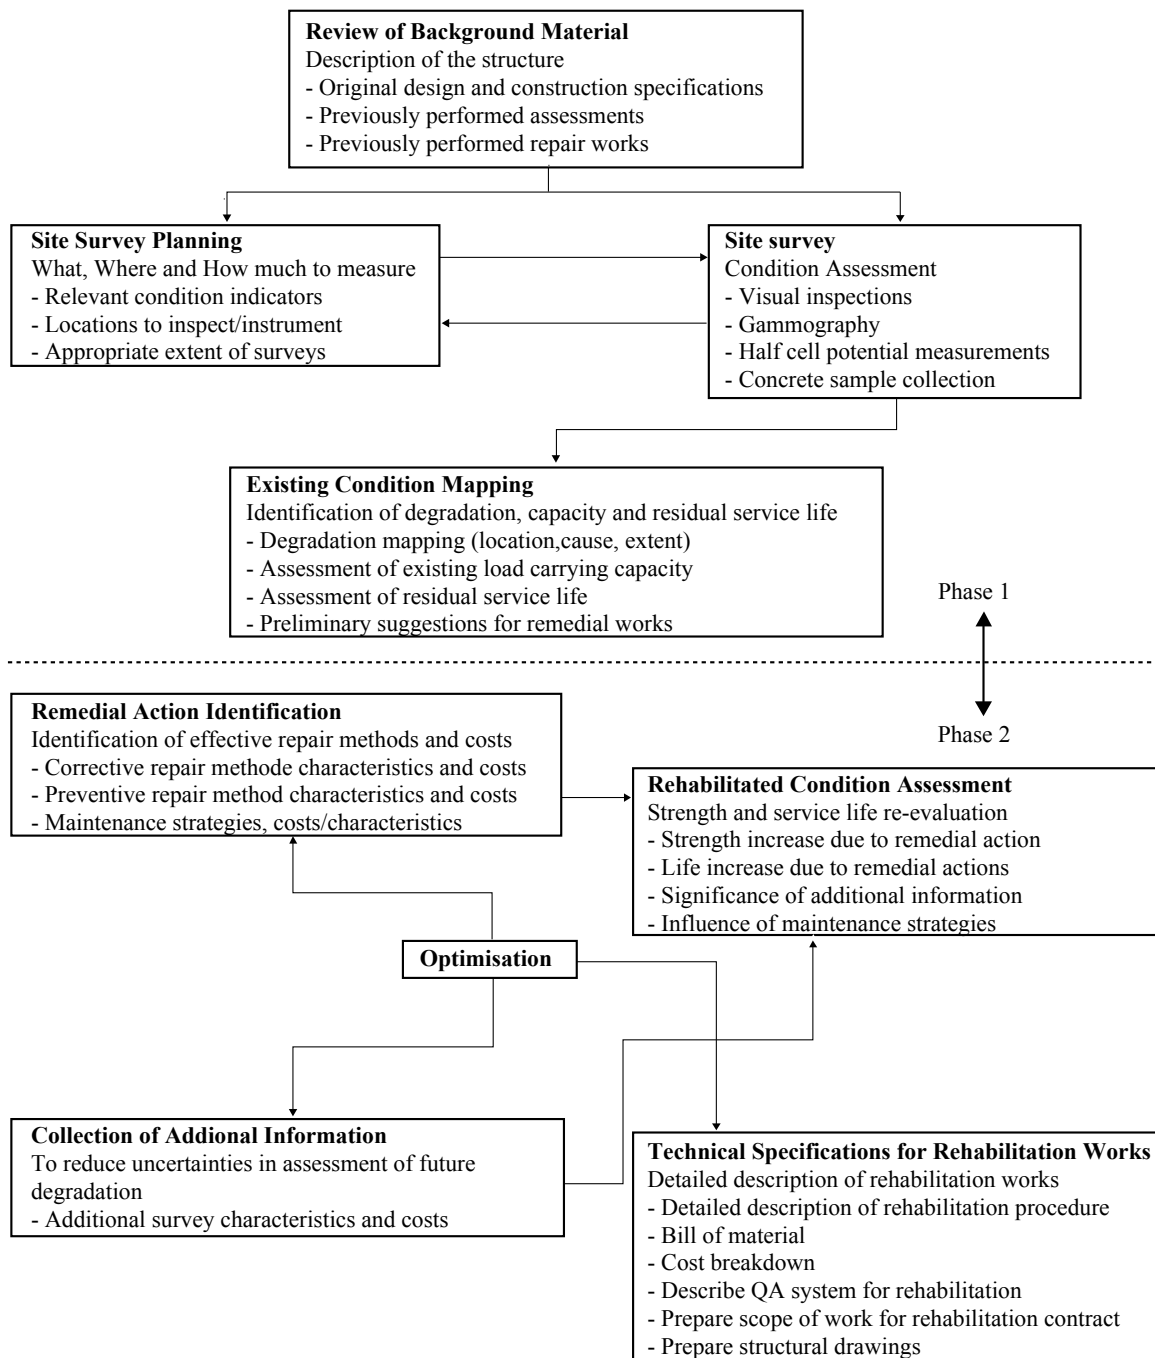 Review of Background Material
Description of the structure
- Original design and construction specifications
- Previously performed assessments
- Previously performed repair works
Site Survey Planning
What, Where and How much to measure
- Relevant condition indicators
- Locations to inspect/instrument
- Appropriate extent of surveys
Site survey
Condition Assessment
- Visual inspections
- Gammography
- Half cell potential measurements
- Concrete sample collection
Existing Condition Mapping
Identification of degradation, capacity and residual service life
- Degradation mapping (location,cause, extent)
- Assessment of existing load carrying capacity
- Assessment of residual service life
- Preliminary suggestions for remedial works
Phase 1
Phase 2
Remedial Action Identification
Identification of effective repair methods and costs
- Corrective repair methode characteristics and costs
- Preventive repair method characteristics and costs
- Maintenance strategies, costs/characteristics
Rehabilitated Condition Assessment
Strength and service life re-evaluation
- Strength increase due to remedial action
- Life increase due to remedial actions
- Significance of additional information
- Influence of maintenance strategies
Optimisation
Collection of Addional Information
To reduce uncertainties in assessment of future
degradation
- Additional survey characteristics and costs
Technical Specifications for Rehabilitation Works
Detailed description of rehabilitation works
- Detailed description of rehabilitation procedure
- Bill of material
- Cost breakdown
- Describe QA system for rehabilitation
- Prepare scope of work for rehabilitation contract
- Prepare structural drawings